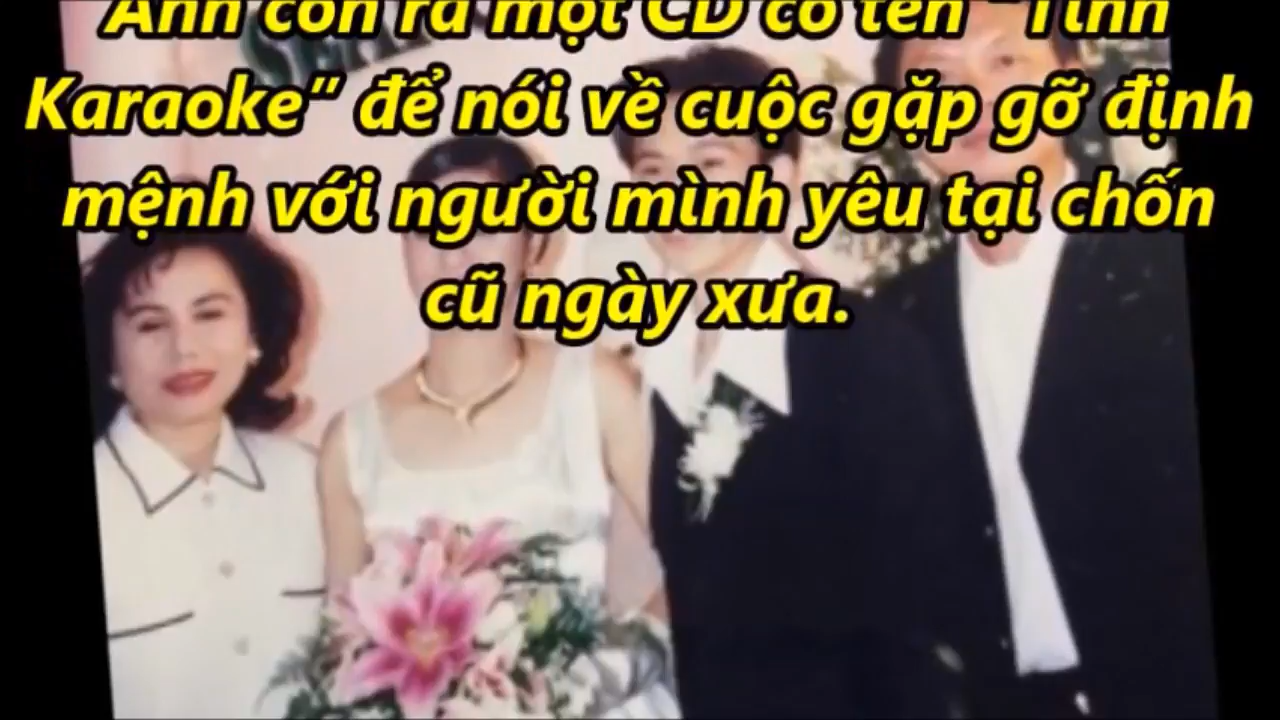 Anh còn ra một CD có tên "Tình
Karaoke" để nói về cuộc gặp gỡ định
mệnh với người mình yêu tại chốn
cũ ngày xưa.